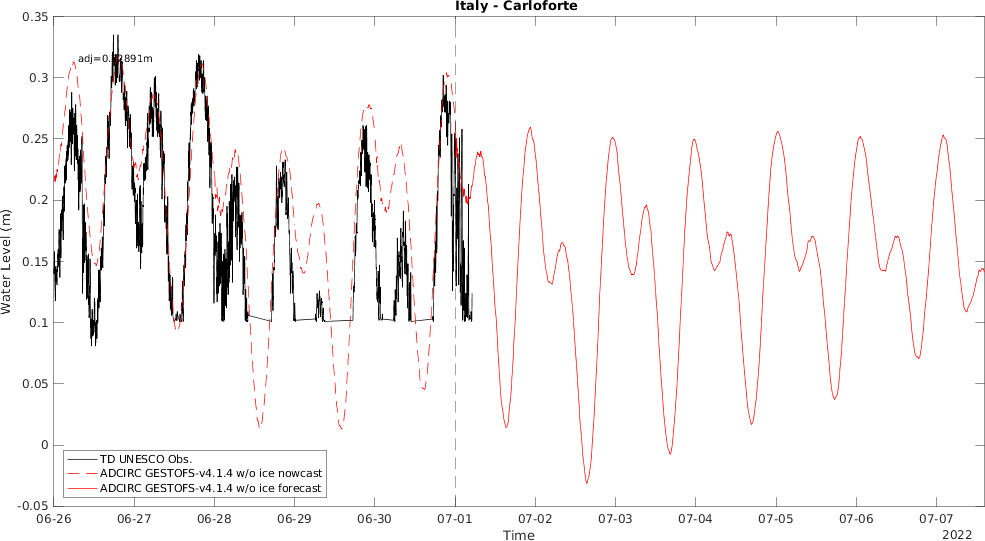 Italy - Carloforte
0.35
0.3
0.25
0.2
0.15
0.1
0.05
0
-0.05
Water Level (m)
TD UNESCO Obs.
ADCIRC GESTOFS-v4.1.4 w/o ice nowcast
ADCIRC GESTOFS-v4.1.4 w/o ice forecast
06-26 06-27 06-28 06-29 06-30 07-01 07-02 07-03 07-04 07-05 07-06 07-07
Time
2022